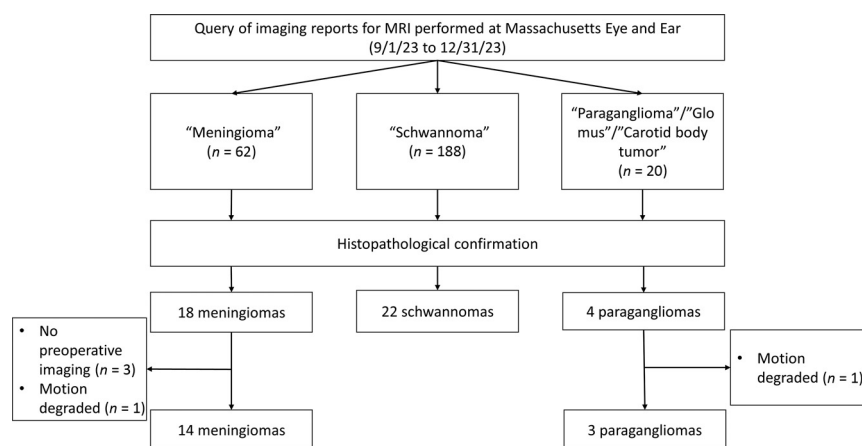 Query of imaging reports for MRI performed at Massachusetts Eye and Ear
(9/1/23 to 12/31/23)
“Meningioma”
(n = 62)
“Schwannoma”
(n = 188)
“Paraganglioma”/”Glo
mus”/”Carotid body
tumor”
(n = 20)
Histopathological confirmation
18 meningiomas
22 schwannomas
4 paragangliomas
• No
preoperative
imaging (n = 3)
• Motion
degraded (n = 1)
• Motion
degraded (n = 1)
14 meningiomas
3 paragangliomas